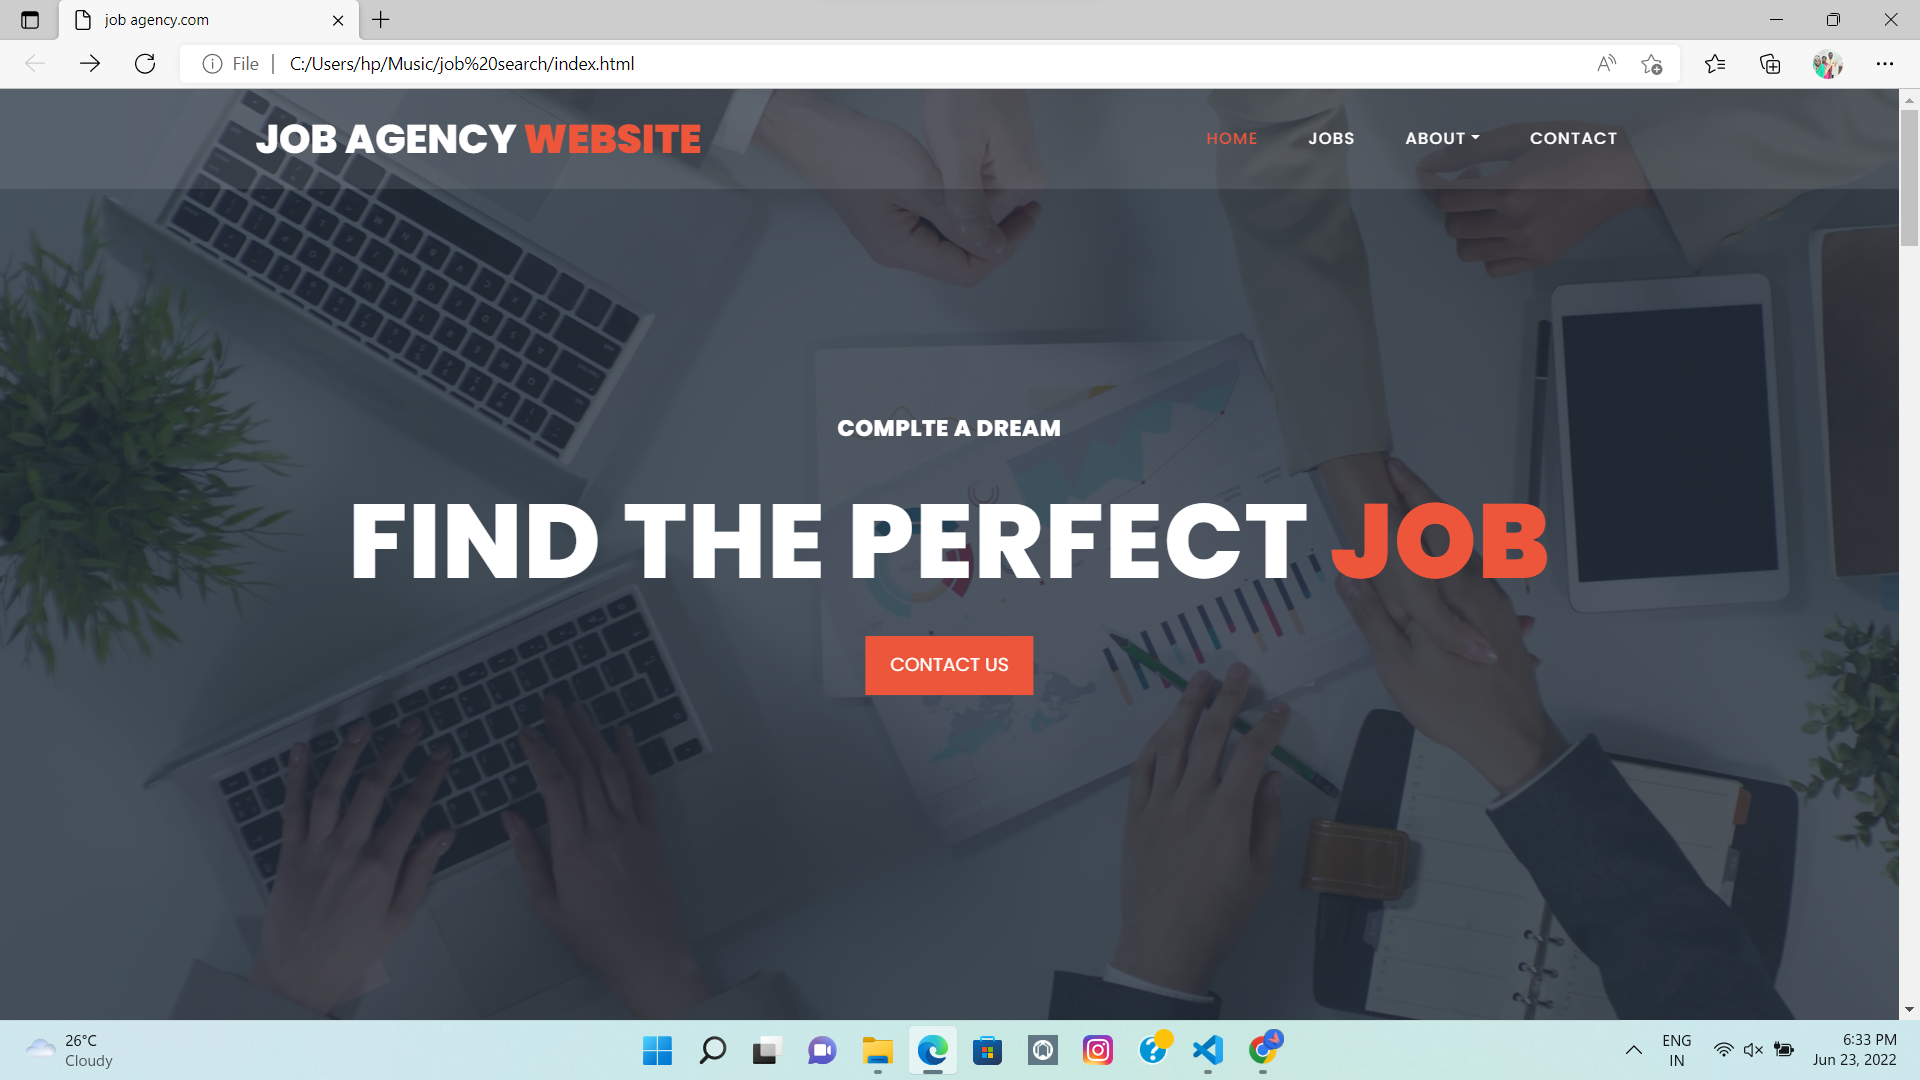 job agency.com
File
C:/Users/hp/Music/job%20search/index.html
JOB AGENCY WEBSITE
HOME
JOBS
ABOUT
CONTACT
COMPLTE A DREAM
FIND THE PERFECT JOB
CONTACT US
26°C
Cloudy
ENG
IN
6:33 PM
Jun 23, 2022